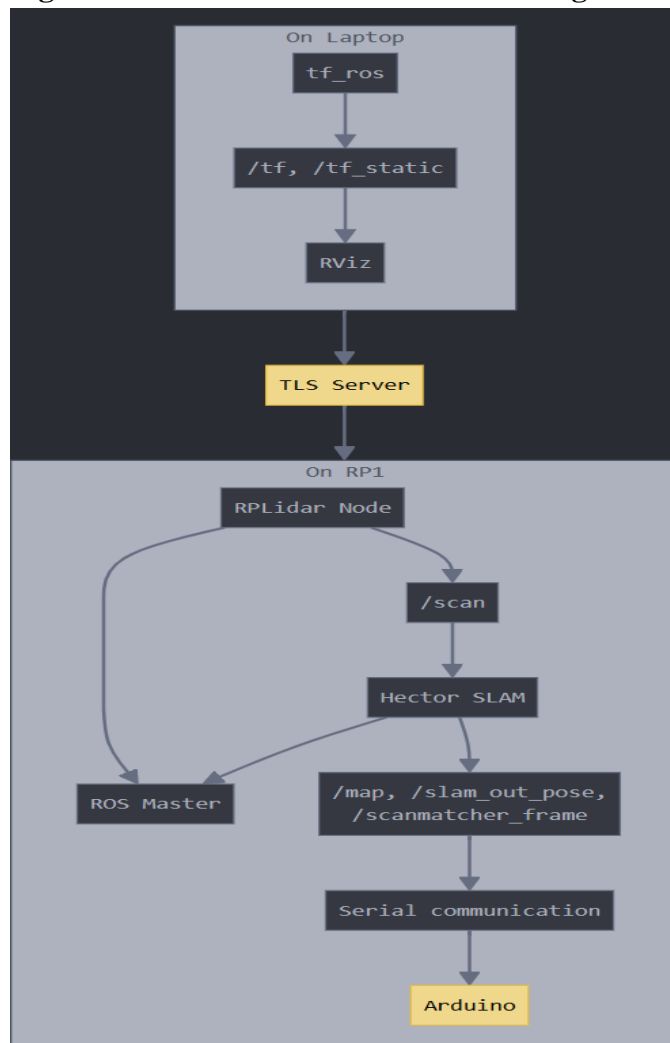 On Laptop
tf_ros
/tf, /tf_static
RViz
TLS Server
On RP1
RPLidar Node
/scan
Hector SLAM
ROS Master
/map, /slam_out_pose,
/scanmatcher_frame
Serial communication
Arduino